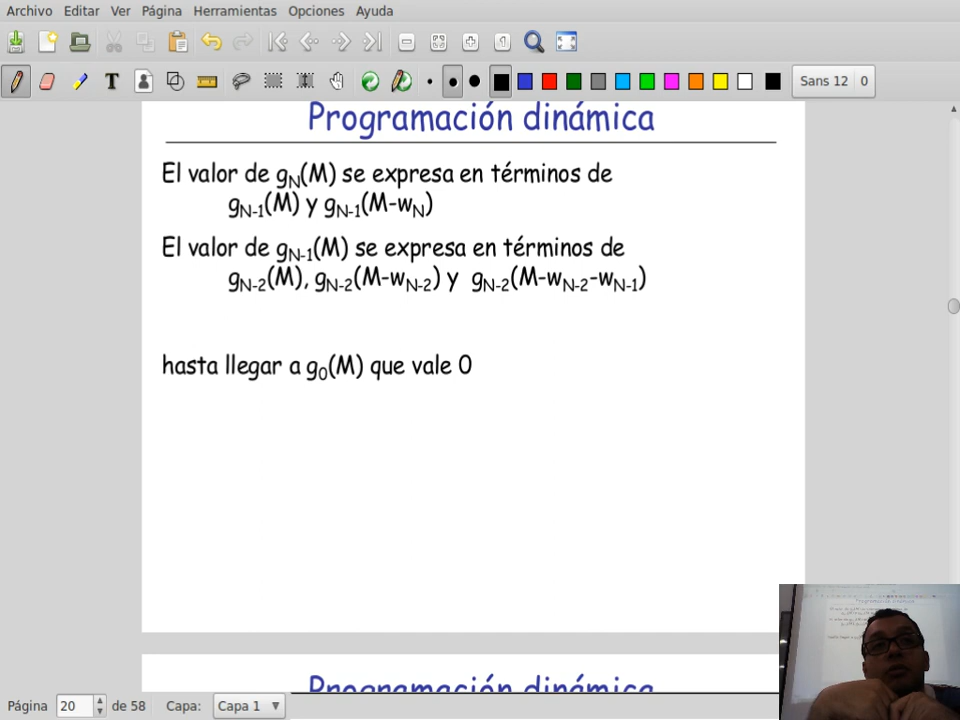 Archivo Editar Ver Página Herramientas Opciones Ayuda
T Sans 12 0
Programación dinámica
El valor de gN(M) se expresa en términos de
gN-1(M) y gN-1(M-wN)
El valor de gN-1(M) se expresa en términos de
gN-2(M), gN-2(M-wN-2) y gN-2(M-wN-2-wN-1)
hasta llegar a g0(M) que vale 0
Programación dinámica
Página 20 de 58 Capa: Capa 1